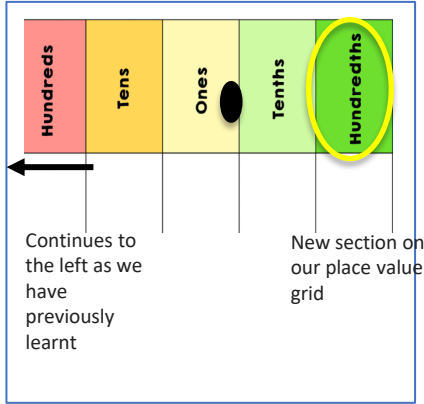 Hundreds
Tens
Ones
Tenths
Hundredths
Continues to
the left as we
have
previously
learnt
New section on
our place value
grid